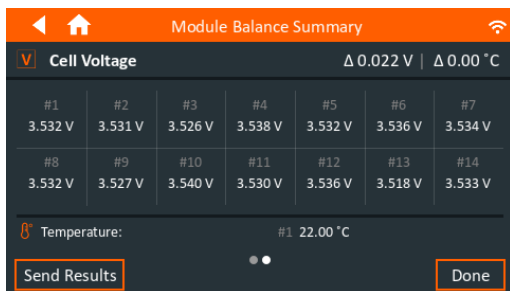 Module Balance Summary
V Cell Voltage Δ 0.022 V | Δ 0.00 ˚C
#1 #2 #3 #4 #5 #6 #7
3.532 V 3.531 V 3.526 V 3.538 V 3.532 V 3.536 V 3.534 V
#8 #9 #10 #11 #12 #13 #14
3.532 V 3.527 V 3.540 V 3.530 V 3.536 V 3.518 V 3.533 V
Temperature: #1 22.00 ˚C
Send Results Done